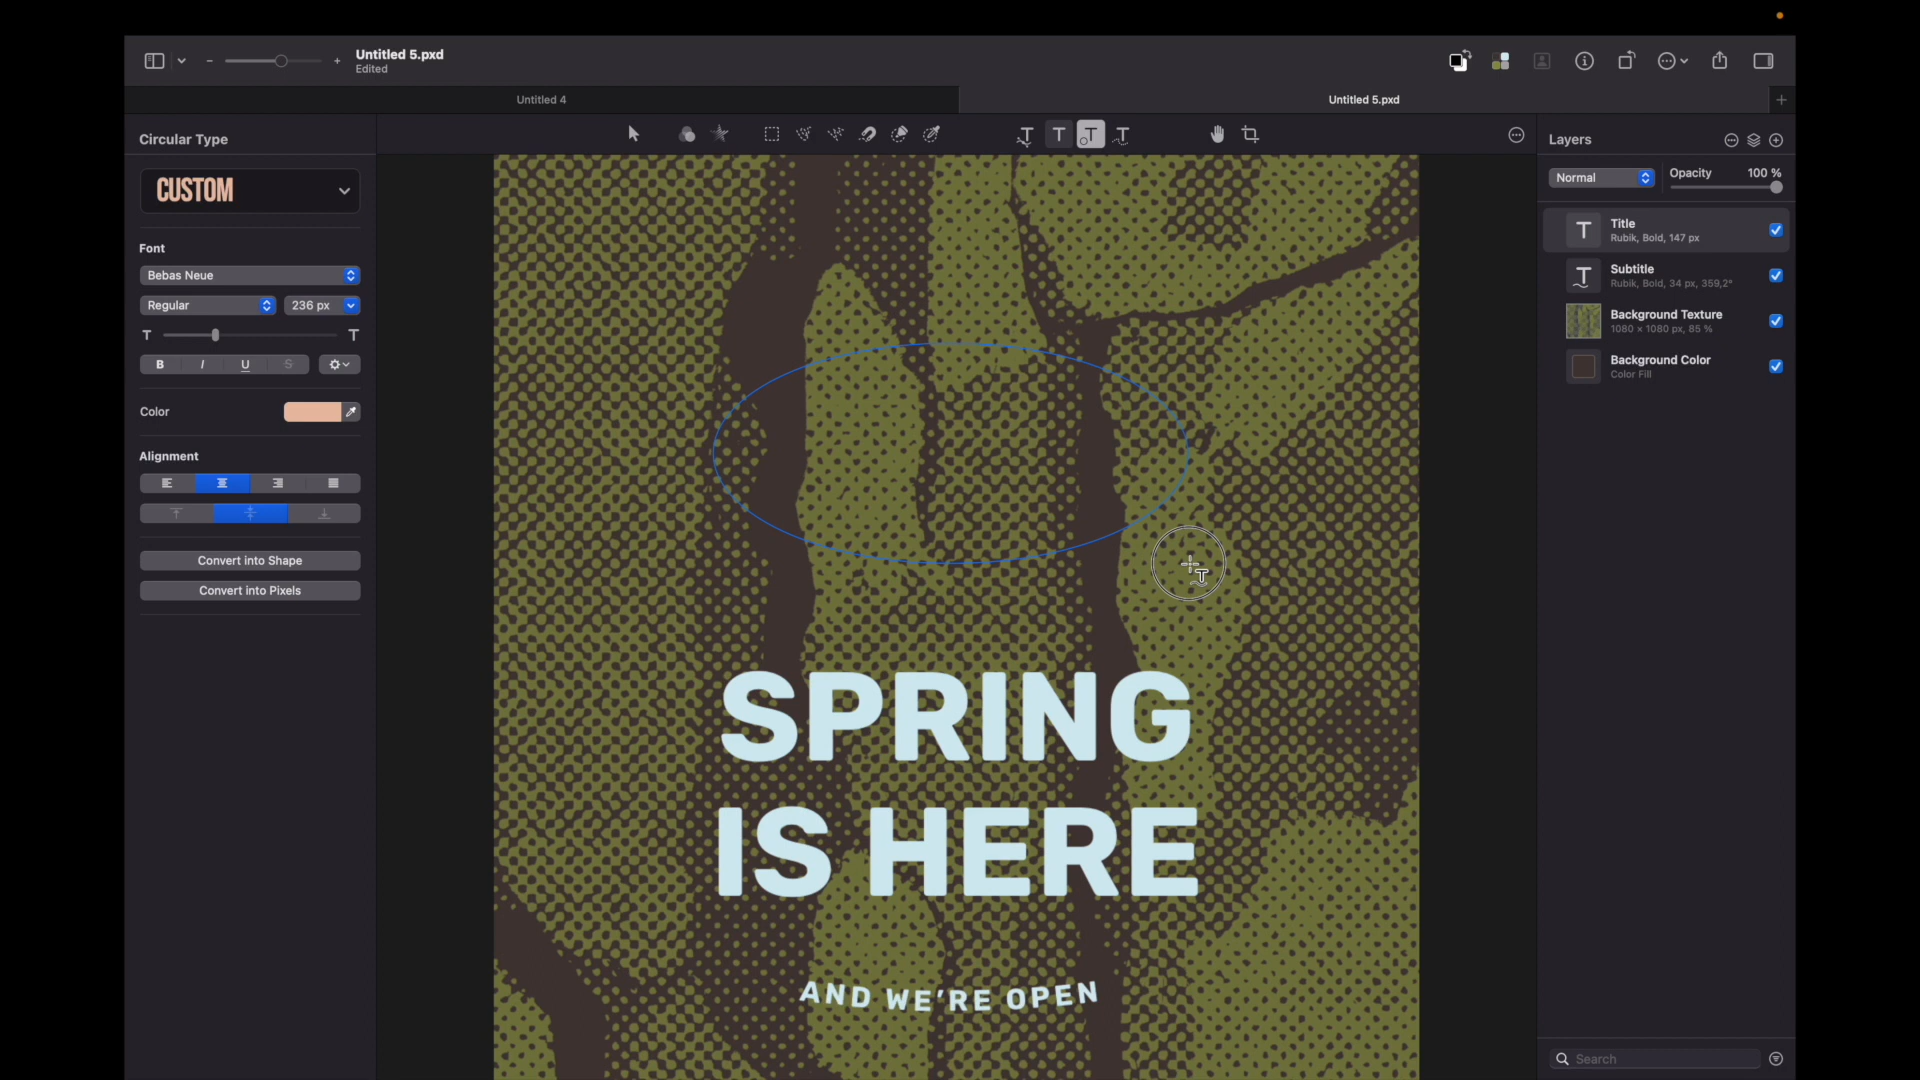 Untitled 5.pxd
Edited
Untitled 4
Untitled 5.pxd
Circular Type
CUSTOM
Font
Bebas Neue
Regular
236 px
T
T
B
I
U
S
Color
Alignment
Convert into Shape
Convert into Pixels
SPRING
IS HERE
AND WE'RE OPEN
Layers
Normal
Opacity
100 %
Title
Rubik, Bold, 147 px
Subtitle
Rubik, Bold, 34 px, 359,2°
Background Texture
1080 × 1080 px, 85 %
Background Color
Color Fill
Search